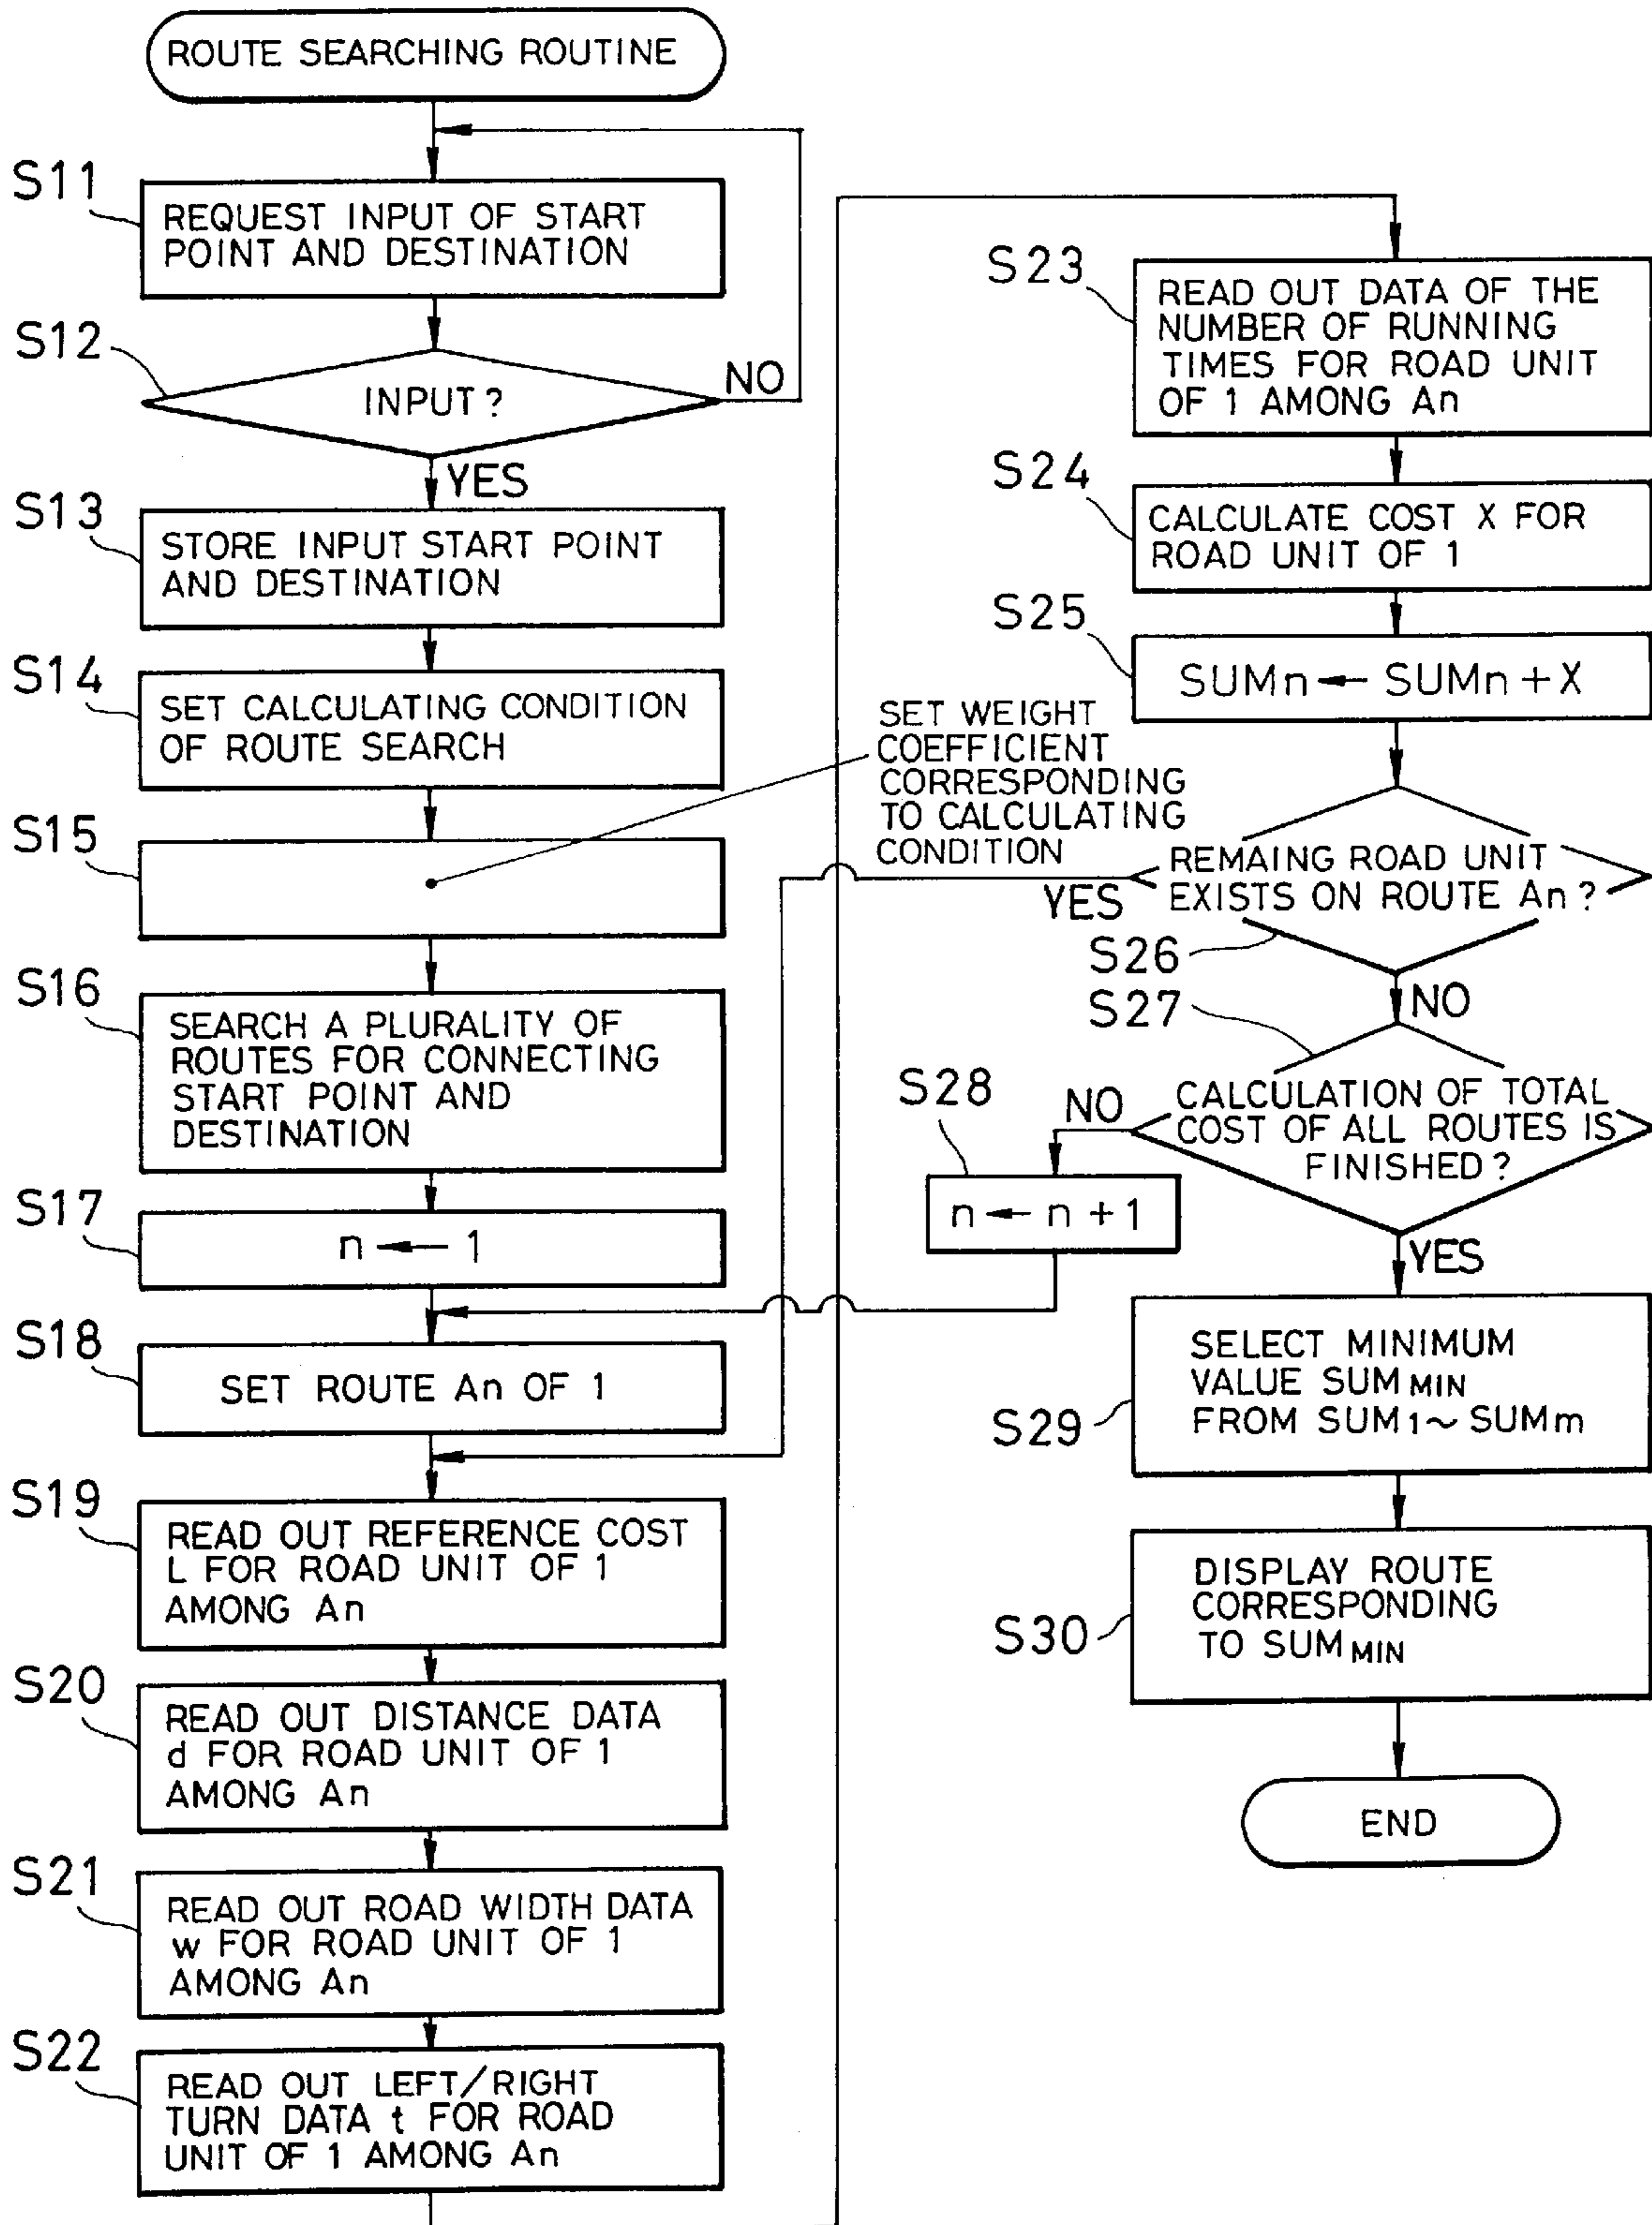 ROUTE SEARCHING ROUTINE
S11
REQUEST INPUT OF START
POINT AND DESTINATION
S12
INPUT?
NO
YES
S13
STORE INPUT START POINT
AND DESTINATION
S14
SET CALCULATING CONDITION
OF ROUTE SEARCH
S15
SET WEIGHT
COEFFICIENT
CORRESPONDING
TO CALCULATING
CONDITION
S16
SEARCH A PLURALITY OF
ROUTES FOR CONNECTING
START POINT AND
DESTINATION
S17
n ← 1
S18
SET ROUTE An OF 1
S19
READ OUT REFERENCE COST
L FOR ROAD UNIT OF 1
AMONG An
S20
READ OUT DISTANCE DATA
d FOR ROAD UNIT OF 1
AMONG An
S21
READ OUT ROAD WIDTH DATA
w FOR ROAD UNIT OF 1
AMONG An
S22
READ OUT LEFT/RIGHT
TURN DATA t FOR ROAD
UNIT OF 1 AMONG An
S23
READ OUT DATA OF THE
NUMBER OF RUNNING
TIMES FOR ROAD UNIT
OF 1 AMONG An
S24
CALCULATE COST X FOR
ROAD UNIT OF 1
S25
SUMn ← SUMn + X
REMAING ROAD UNIT
EXISTS ON ROUTE An?
YES
S26
NO
S27
CALCULATION OF TOTAL
COST OF ALL ROUTES IS
FINISHED?
NO
S28
n ← n + 1
YES
S29
SELECT MINIMUM
VALUE SUM MIN
FROM SUM1~SUMm
S30
DISPLAY ROUTE
CORRESPONDING
TO SUM MIN
END